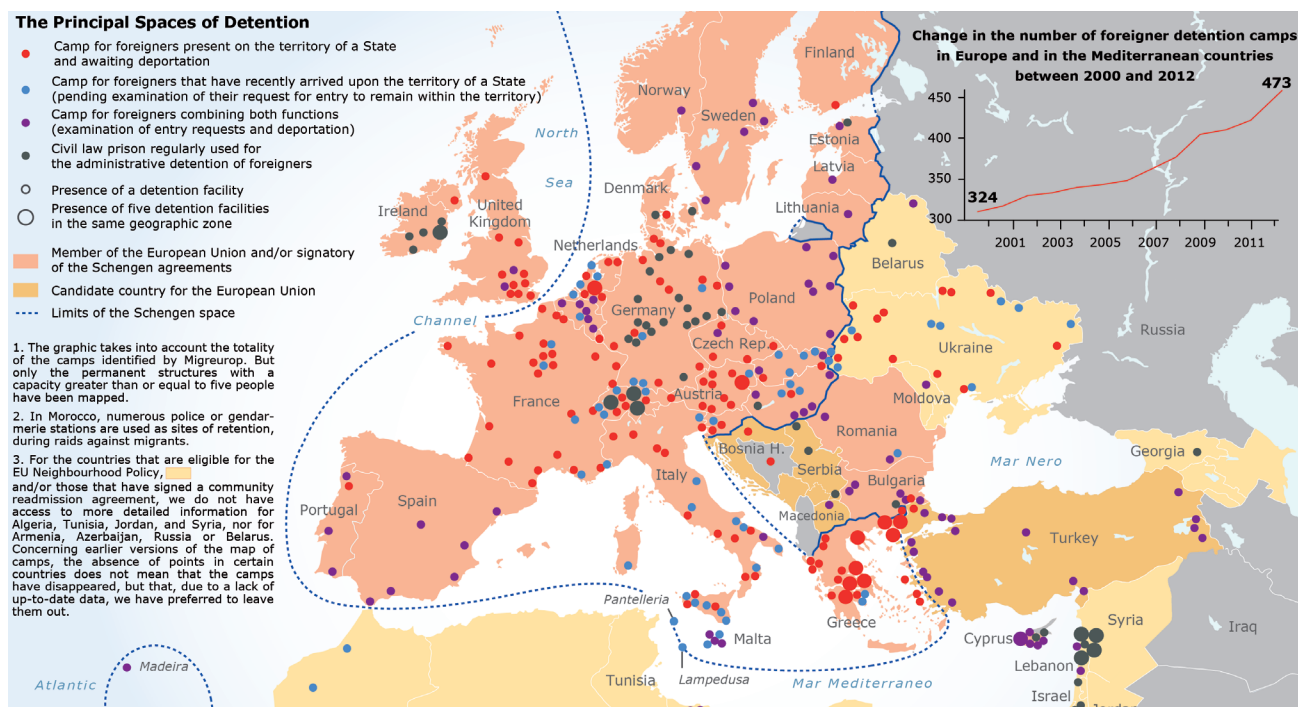 The Principal Spaces of Detention
Camp for foreigners present on the territory of a State
and awaiting deportation
Camp for foreigners that have recently arrived upon the territory of a State
(pending examination of their request for entry to remain within the territory)
Camp for foreigners combining both functions
(examination of entry requests and deportation)
Civil law prison regularly used for
the administrative detention of foreigners
Presence of a detention facility
Presence of five detention facilities
in the same geographic zone
Member of the European Union and/or signatory
of the Schengen agreements
Candidate country for the European Union
Limits of the Schengen space
1. The graphic takes into account the totality
of the camps identified by Migreurop. But
only the permanent structures with a
capacity greater than or equal to five people
have been mapped.
2. In Morocco, numerous police or gendar-
merie stations are used as sites of retention,
during raids against migrants.
3. For the countries that are eligible for the
EU Neighbourhood Policy,
and/or those that have signed a community
readmission agreement, we do not have
access to more detailed information for
Algeria, Tunisia, Jordan, and Syria, nor for
Armenia, Azerbaijan, Russia or Belarus.
Concerning earlier versions of the map of
camps, the absence of points in certain
countries does not mean that the camps
have disappeared, but that, due to a lack of
up-to-date data, we have preferred to leave
them out.
Change in the number of foreigner detention camps
in Europe and in the Mediterranean countries
between 2000 and 2012
473
450
400
350
324
300
2001
2003
2005
2007
2009
2011
Finland
Norway
Sweden
North
Sea
Estonia
Latvia
Denmark
Lithuania
Ireland
United
Kingdom
Netherlands
Belarus
Germany
Poland
Channel
Russia
Czech Rep.
Ukraine
France
Austria
Moldova
Romania
Bosnia H.
Serbia
Mar Nero
Georgia
Italy
Bulgaria
Portugal
Spain
Macedonia
Turkey
Pantelleria
Greece
Syria
Iraq
Malta
Cyprus
Madeira
Lebanon
Atlantic
Tunisia
Lampedusa
Mar Mediterraneo
Israel
Jordan